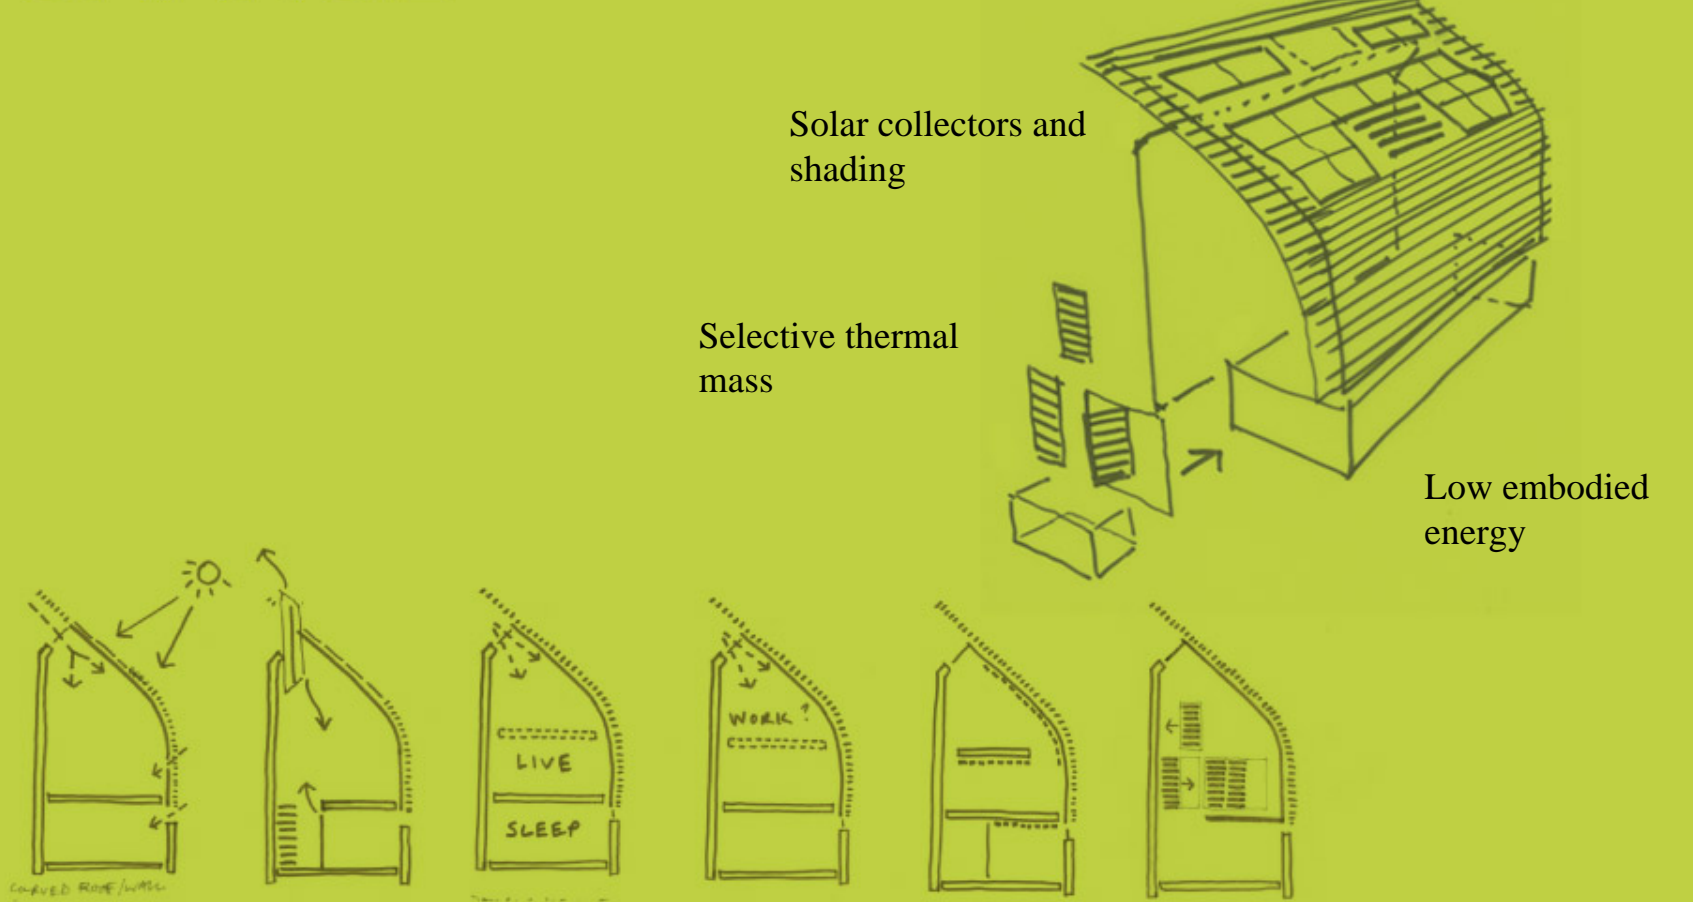 Solar collectors and
shading
Selective thermal
mass
Low embodied
energy
WORK?
LIVE
SLEEP
CURVED ROOF/WALL